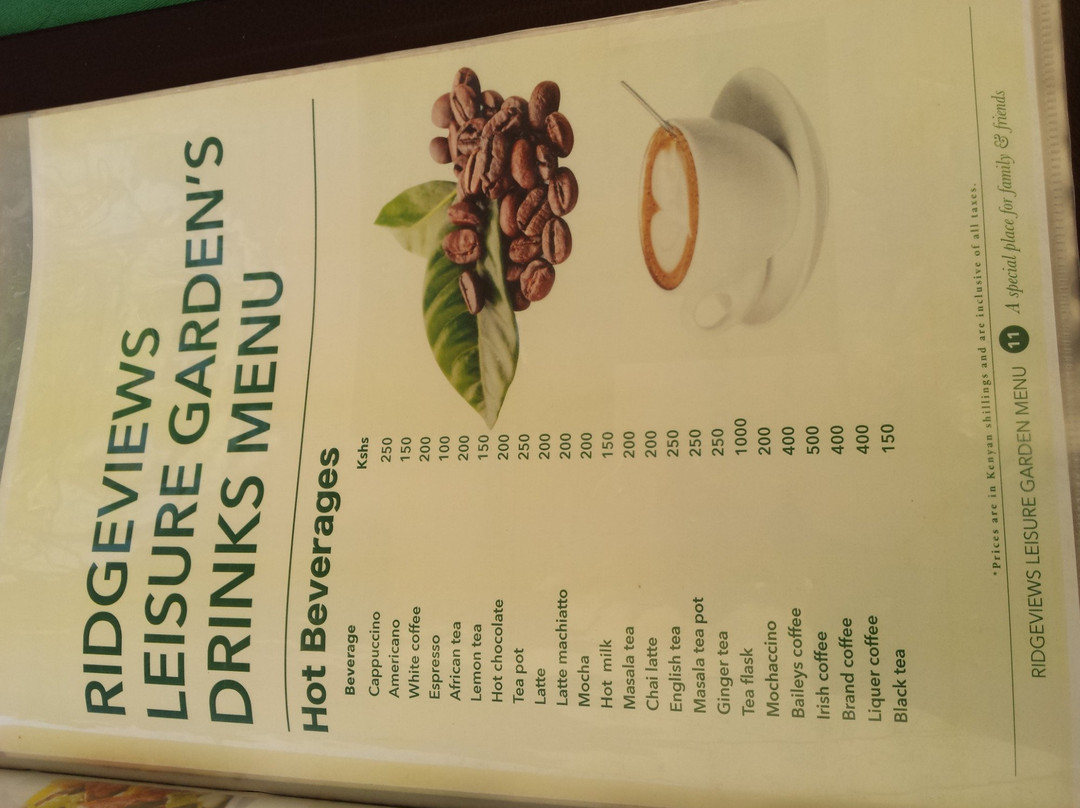 RIDGEVIEWS
LEISURE GARDEN'S
DRINKS MENU
Hot Beverages
Beverage Kshs
Cappuccino 250
Americano 150
White coffee 200
Espresso 100
African tea 200
Lemon tea 150
Hot chocolate 200
Tea pot 250
Latte 200
Latte machiatto 200
Mocha 200
Hot milk 150
Masala tea 200
Chai latte 200
English tea 250
Masala tea pot 250
Ginger tea 250
Tea flask 1000
Mochaccino 200
Baileys coffee 400
Irish coffee 500
Brand coffee 400
Liquer coffee 400
Black tea 150
*Prices are in Kenyan shillings and are inclusive of all taxes.
RIDGEVIEWS LEISURE GARDEN MENU 11 A special place for family & friends